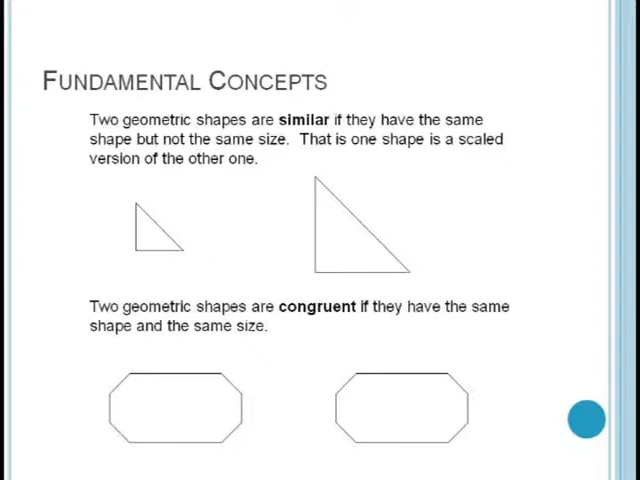 FUNDAMENTAL CONCEPTS
Two geometric shapes are similar if they have the same
shape but not the same size. That is one shape is a scaled
version of the other one.
Two geometric shapes are congruent if they have the same
shape and the same size.